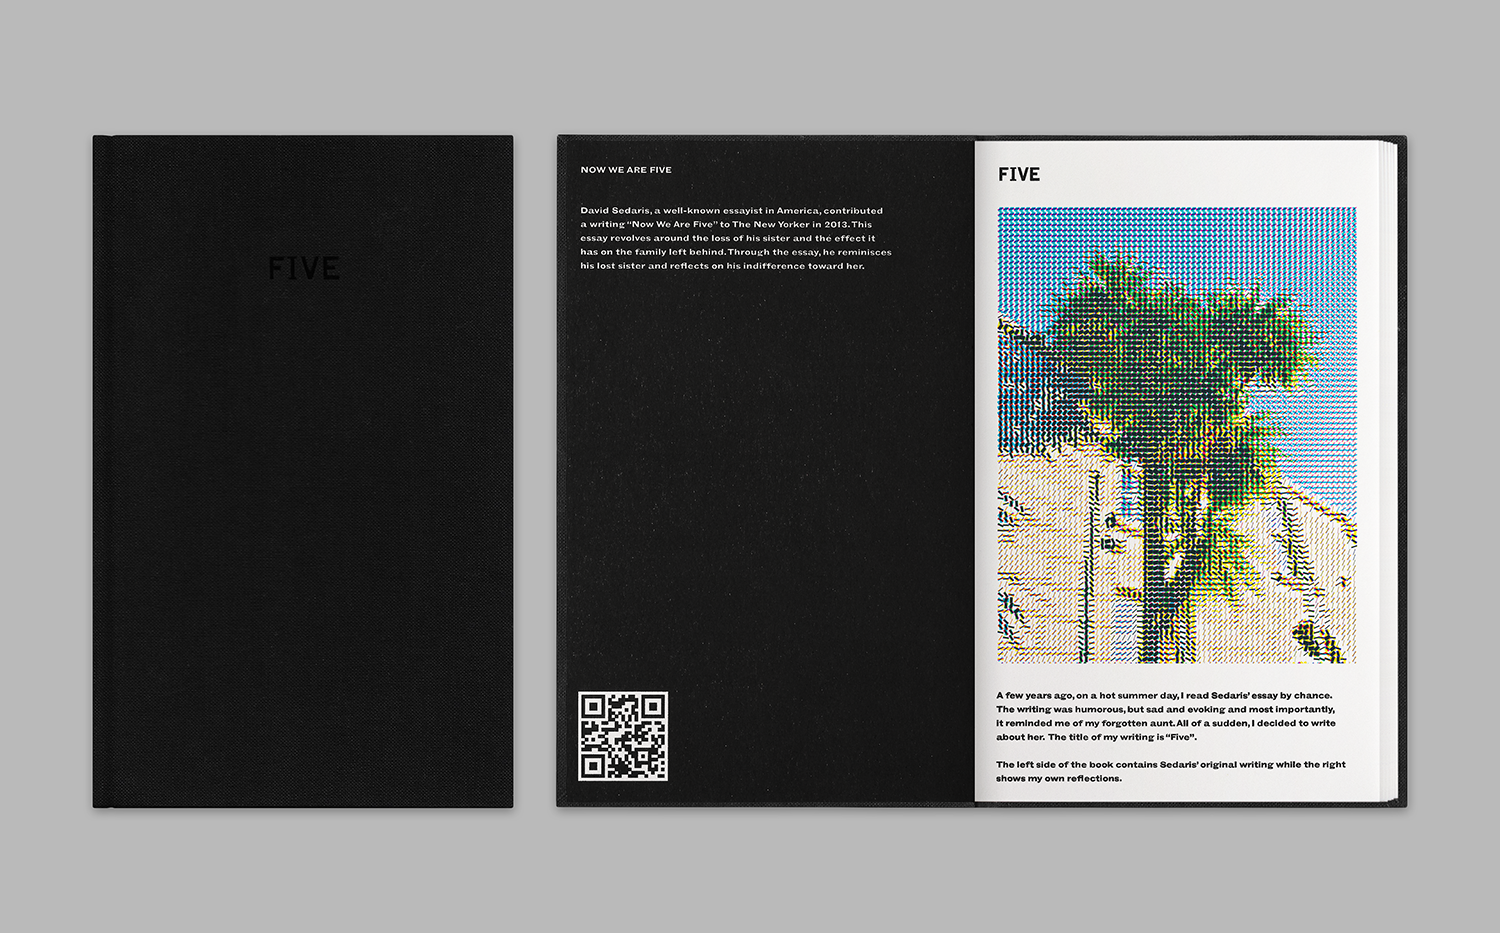 FIVE
NOW WE ARE FIVE
David Sedaris, a well-known essayist in America, contributed
a writing “Now We Are Five” to The New Yorker in 2013. This
essay revolves around the loss of his sister and the effect it
has on the family left behind. Through the essay, he reminisces
his lost sister and reflects on his indifference toward her.
FIVE
A few years ago, on a hot summer day, I read Sedaris’ essay by chance.
The writing was humorous, but sad and evoking and most importantly,
it reminded me of my forgotten aunt. All of a sudden, I decided to write
about her. The title of my writing is “Five”.
The left side of the book contains Sedaris’ original writing while the right
shows my own reflections.